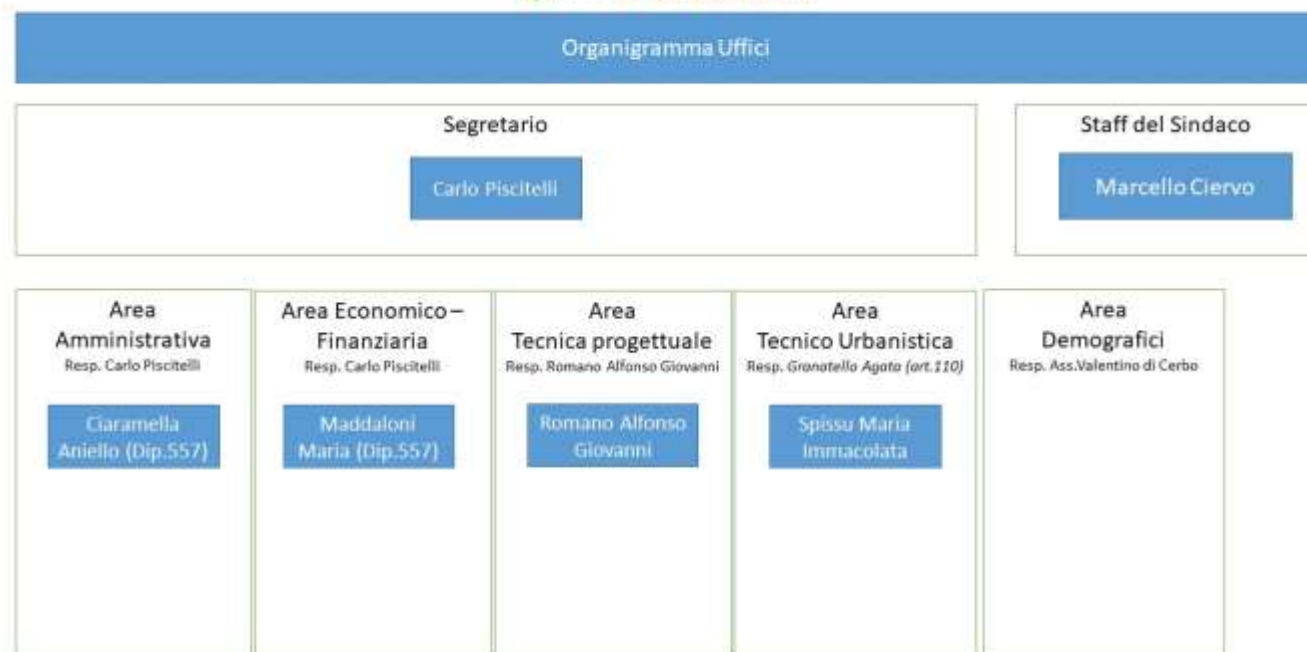 Organigramma Uffici
Segretario
Carlo Piscitelli
Staff del Sindaco
Marcello Ciervo
Area
Amministrativa
Resp. Carlo Piscitelli
Ciaramella
Aniello (Dip.557)
Area Economico –
Finanziaria
Resp. Carlo Piscitelli
Maddaloni
Maria (Dip.557)
Area
Tecnica progettuale
Resp. Romano Alfonso Giovanni
Romano Alfonso
Giovanni
Area
Tecnico Urbanistica
Resp. Granatello Agata (art.110)
Spissu Maria
Immacolata
Area
Demografici
Resp. Ass.Valentino di Cerbo